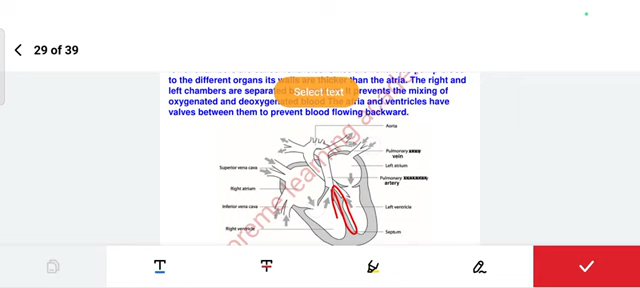 29 of 39
to the different organs its walls are thicker than the atria. The right and
left chambers are separated
It prevents the mixing of
Select text
oxygenated and deoxygenated blood The atria and ventricles have
valves between them to prevent blood flowing backward.
Aorta
Pulmonary
vein
Superior vena cava
Left atrium
Pulmonary
artery
Right atrium
Inferior vena cava
Left ventricle
Right ventricle
Septum
preme learning